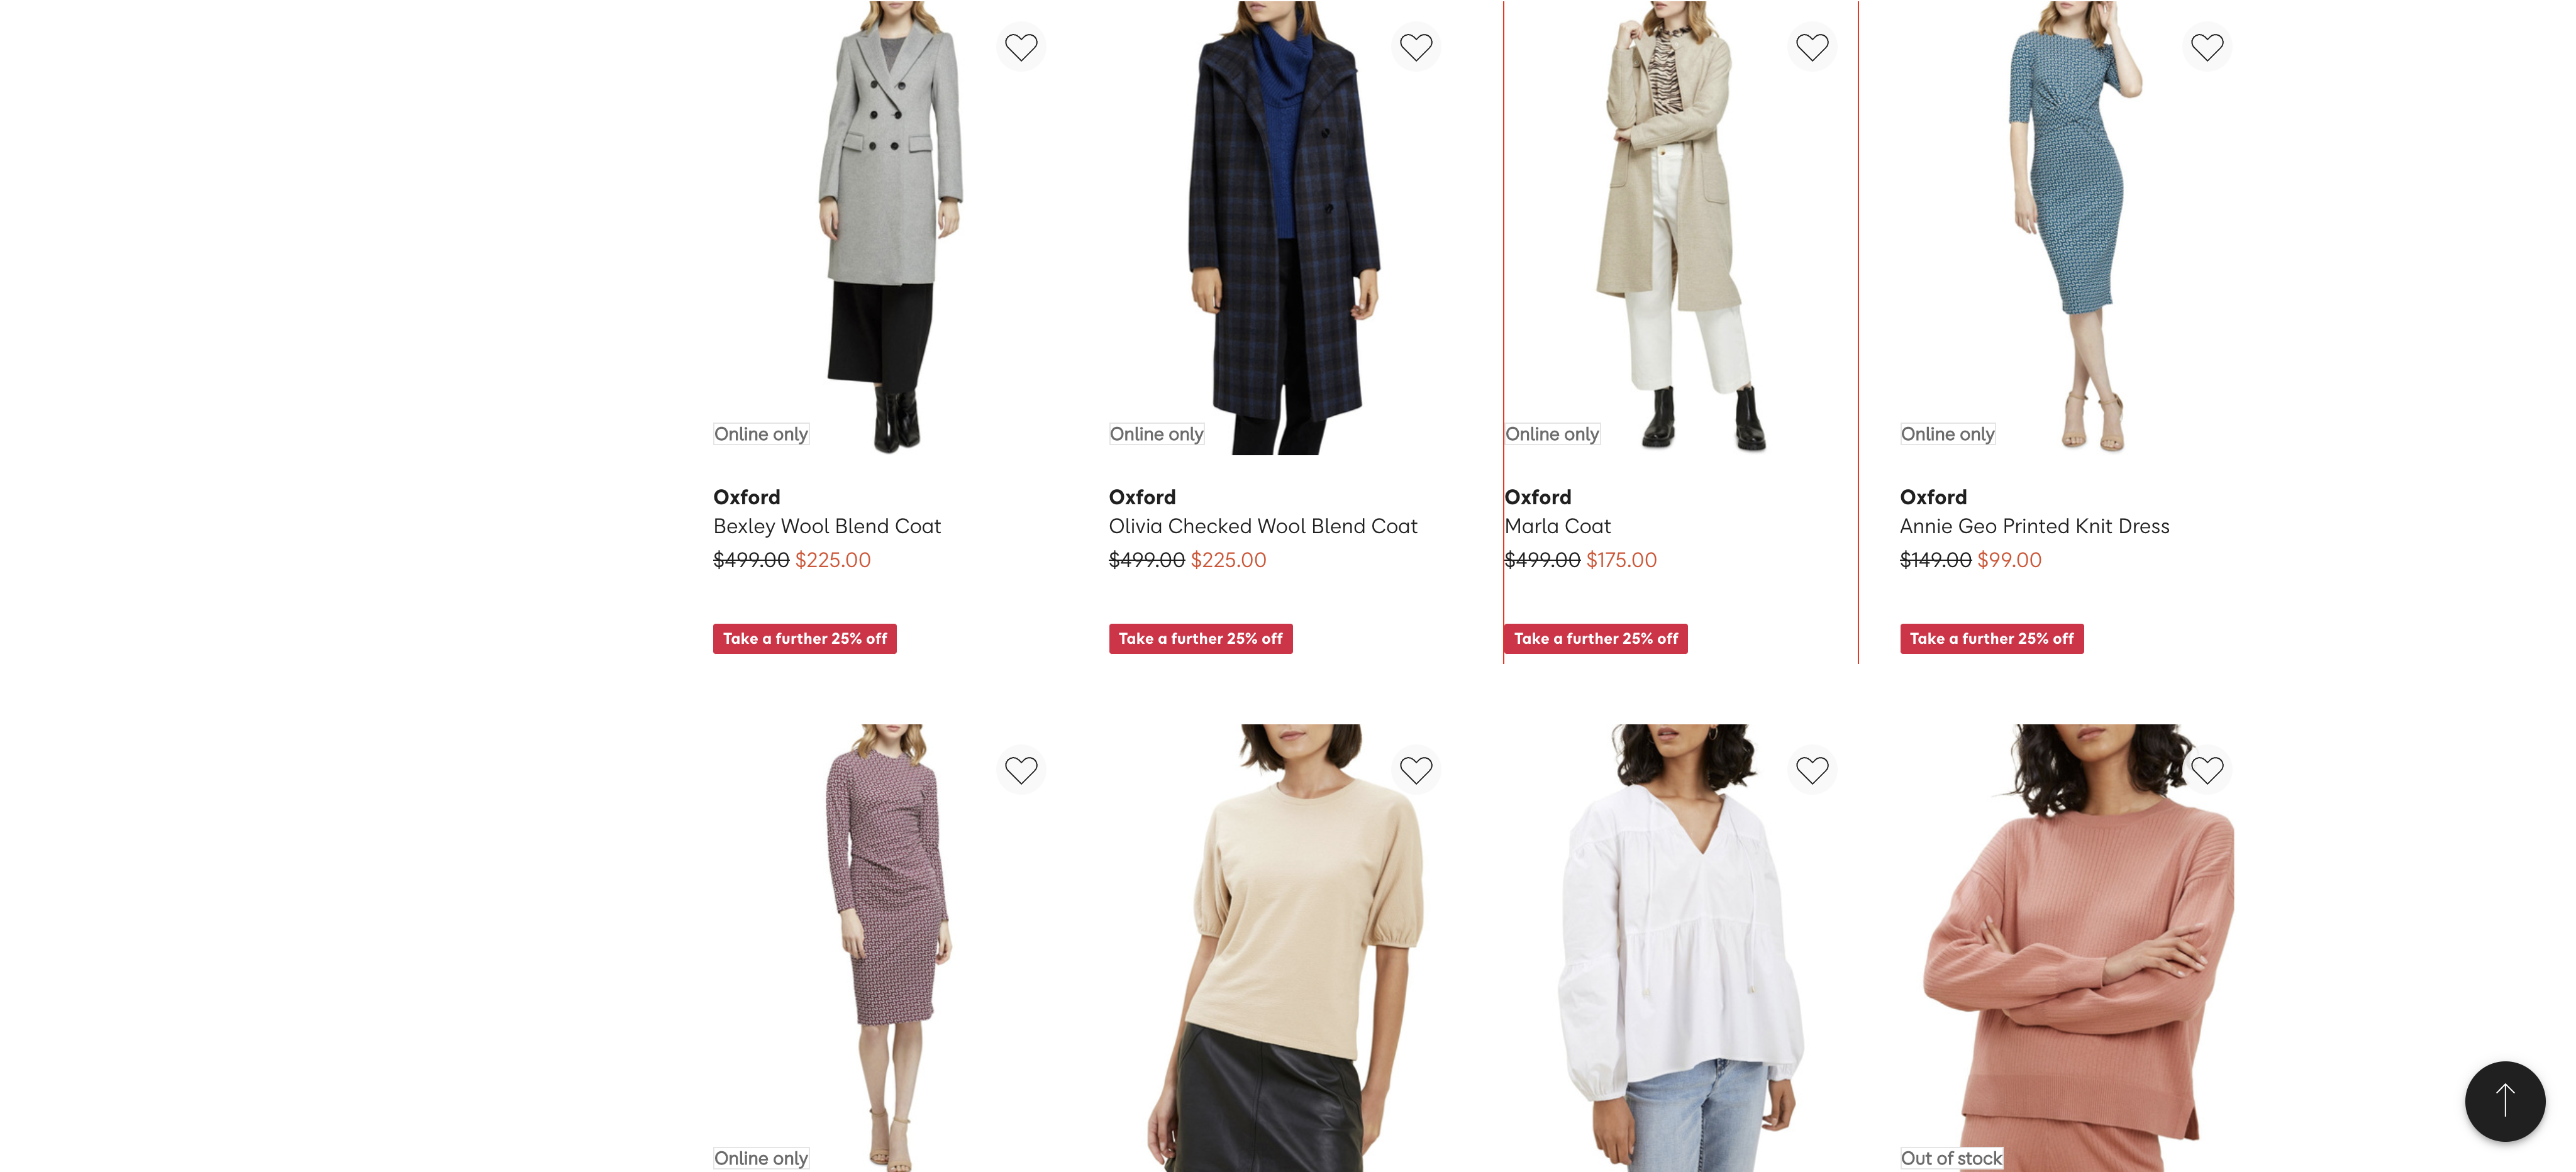 Online only
Oxford
Bexley Wool Blend Coat
$499.00 $225.00
Take a further 25% off
Online only
Oxford
Olivia Checked Wool Blend Coat
$499.00 $225.00
Take a further 25% off
Online only
Oxford
Marla Coat
$499.00 $175.00
Take a further 25% off
Online only
Oxford
Annie Geo Printed Knit Dress
$149.00 $99.00
Take a further 25% off
Online only
Out of stock